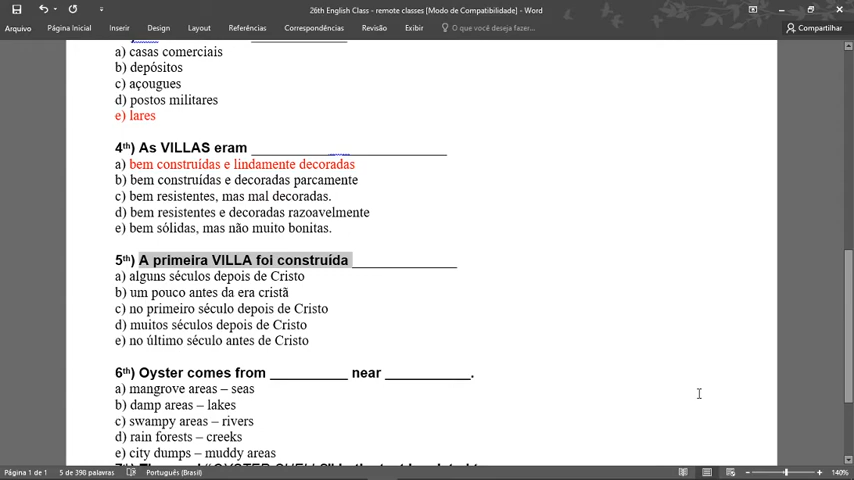 26th English Class - remote classes [Modo de Compatibilidade] - Word
Arquivo Página Inicial Inserir Design Layout Referências Correspondências Revisão Exibir O que você deseja fazer... Compartilhar
a) casas comerciais
b) depósitos
c) açougues
d) postos militares
e) lares
4th) As VILLAS eram ____________________________
a) bem construídas e lindamente decoradas
b) bem construídas e decoradas parcamente
c) bem resistentes, mas mal decoradas.
d) bem resistentes e decoradas razoavelmente
e) bem sólidas, mas não muito bonitas.
5th) A primeira VILLA foi construída _______________
a) alguns séculos depois de Cristo
b) um pouco antes da era cristã
c) no primeiro século depois de Cristo
d) muitos séculos depois de Cristo
e) no último século antes de Cristo
6th) Oyster comes from ___________ near ____________.
a) mangrove areas – seas
b) damp areas – lakes
c) swampy areas – rivers
d) rain forests – creeks
e) city dumps – muddy areas
Página 1 de 1 5 de 398 palavras Português (Brasil) 140%